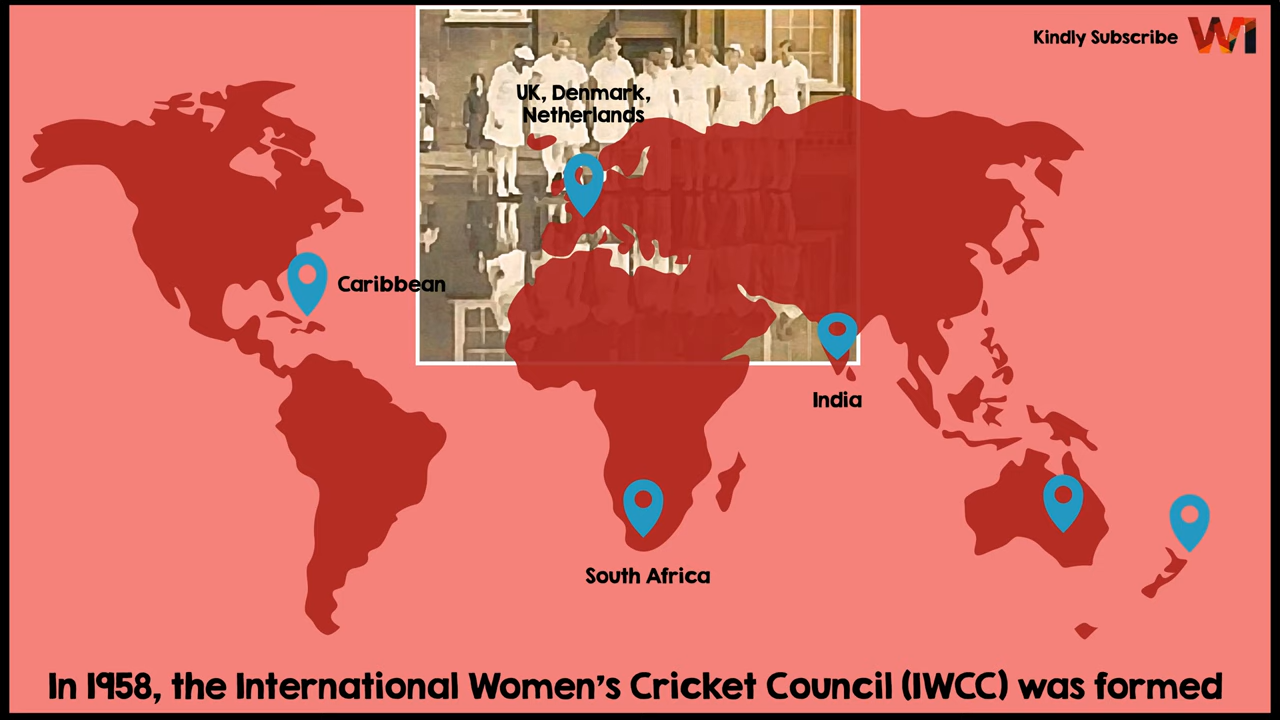 Kindly Subscribe WI
UK, Denmark,
Netherlands
Caribbean
India
South Africa
In 1958, the International Women's Cricket Council (IWCC) was formed